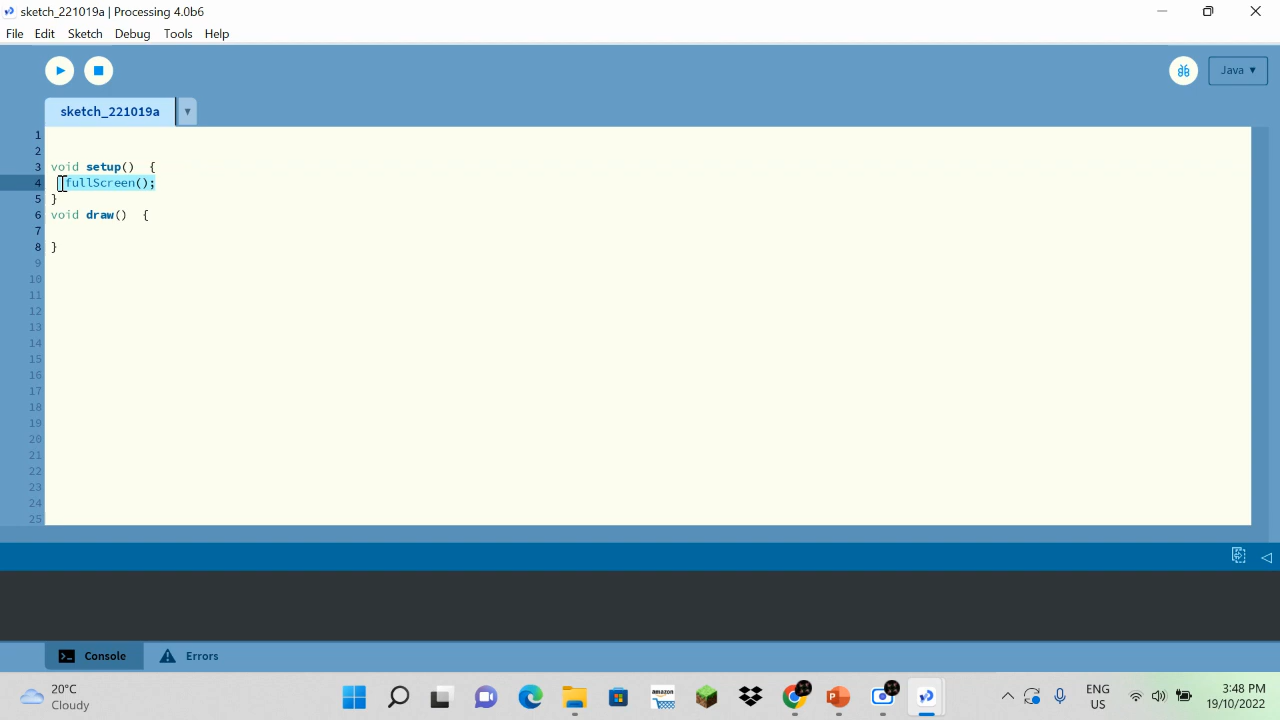 sketch_221019a | Processing 4.0b6
File Edit Sketch Debug Tools Help
Java ▾
sketch_221019a ▾
1
2
3 void setup()  {
4 fullScreen();
5 }
6 void draw()  {
7
8 }
9
10
11
12
13
14
15
16
17
18
19
20
21
22
23
24
25
Console Errors
20°C
Cloudy
amazon
ENG
US
3:48 PM
19/10/2022